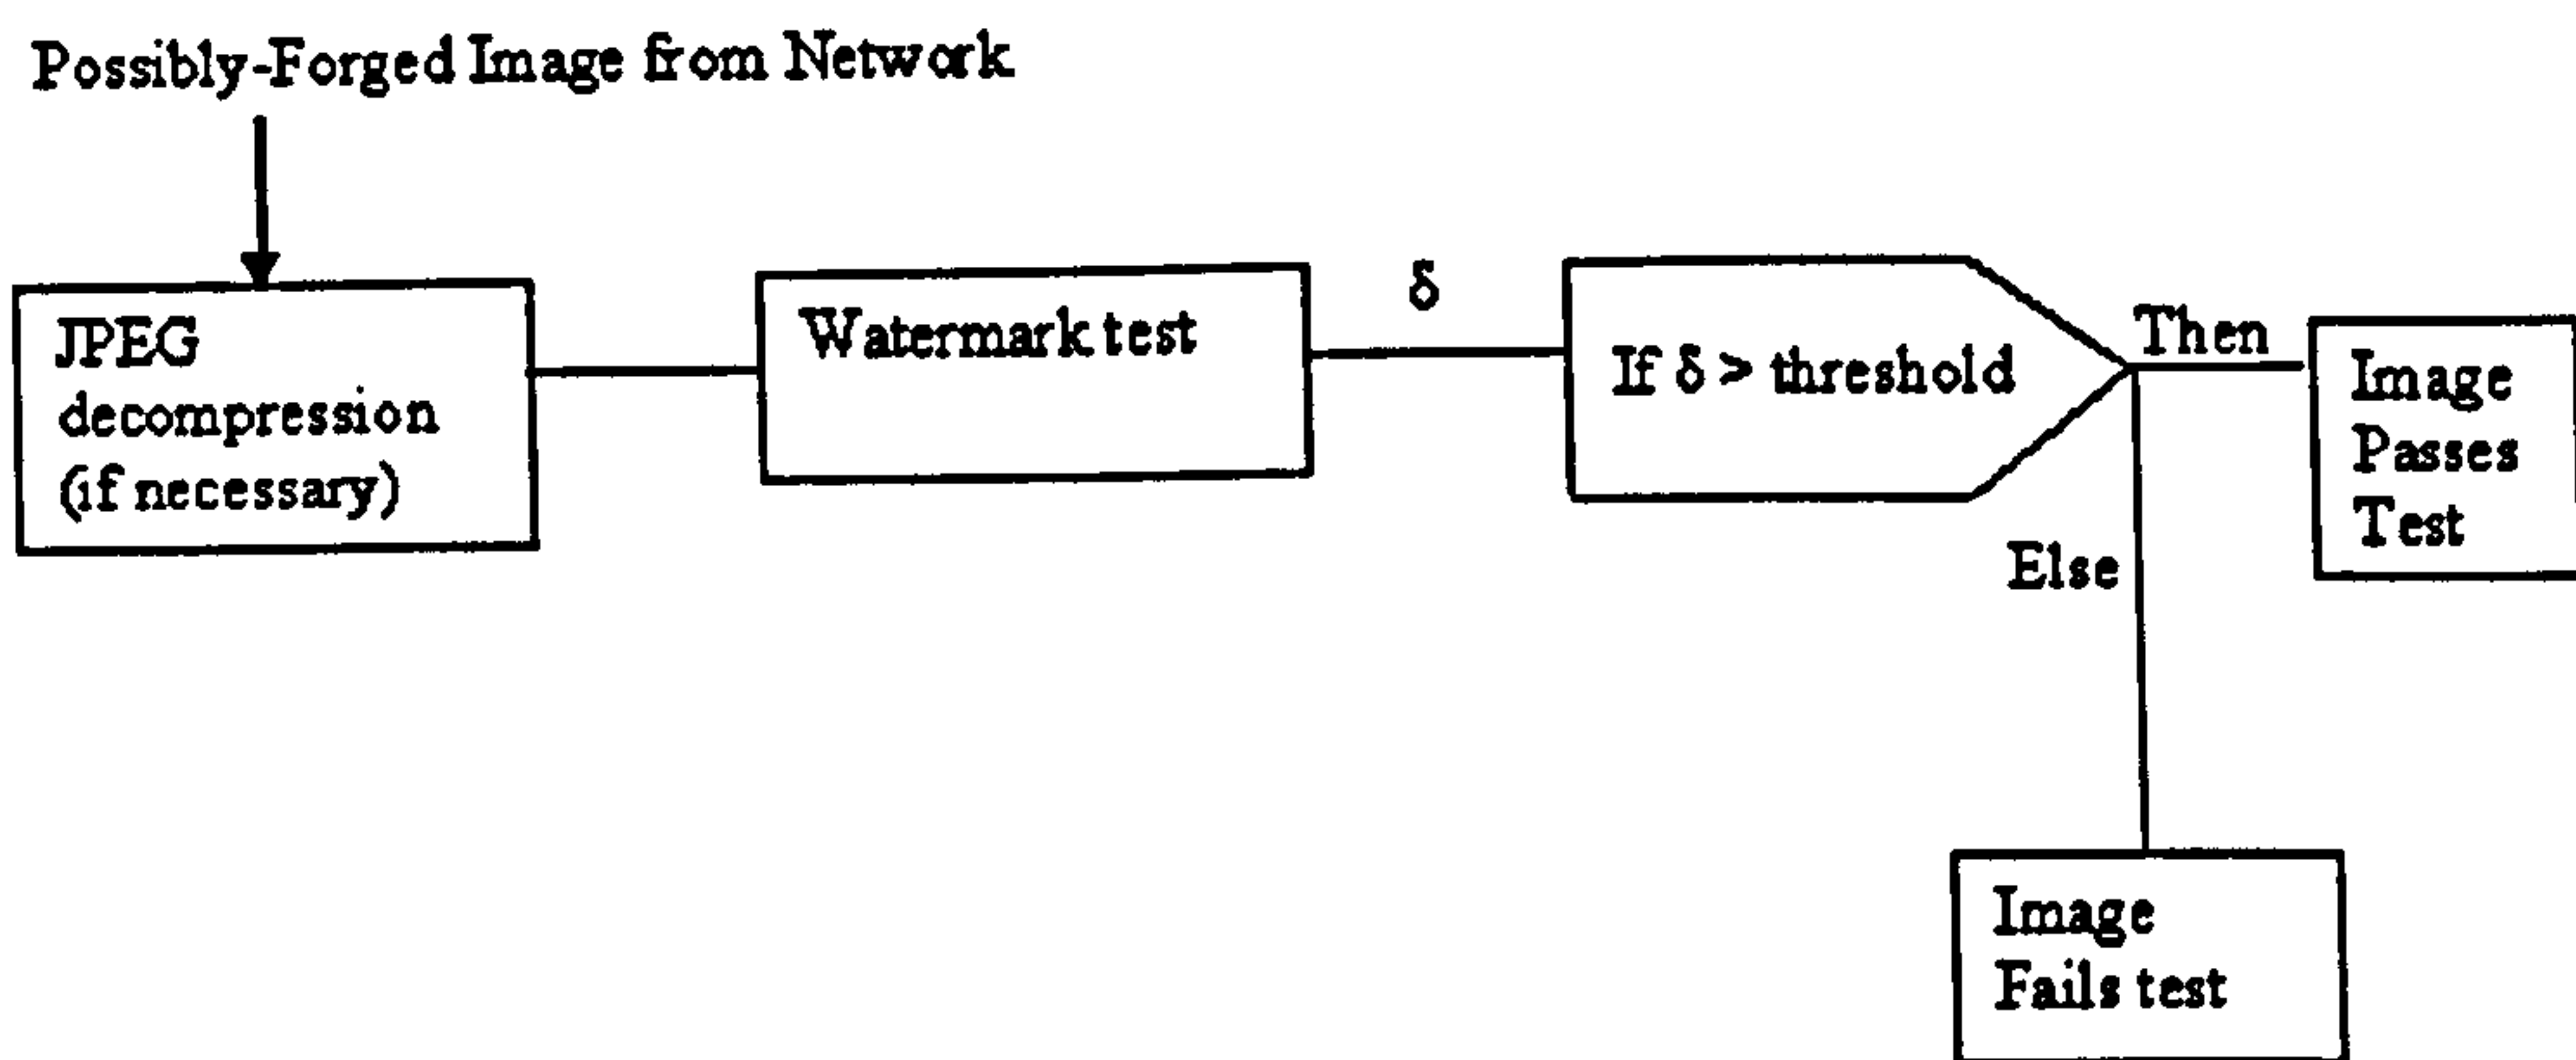 Possibly-Forged Image from Network
JPEG
decompression
(if necessary)
Watermark test
δ
If δ > threshold
Then
Else
Image
Passes
Test
Image
Fails test